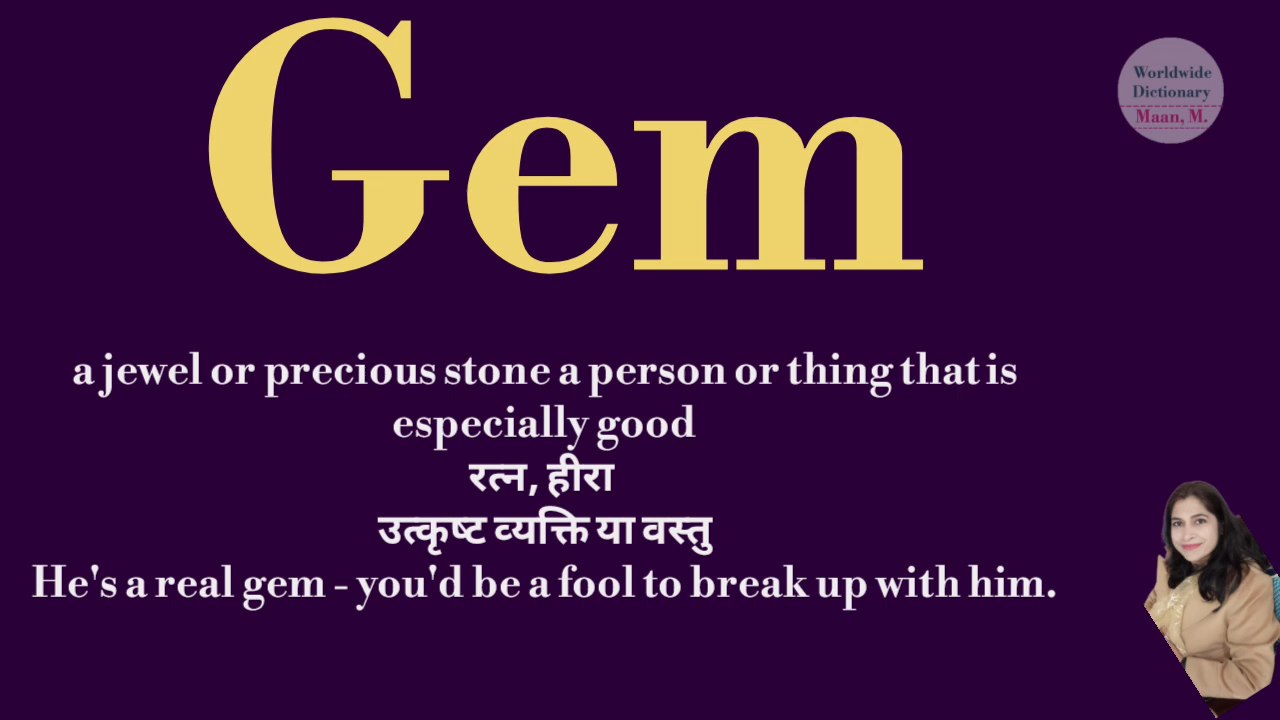 Gem
Worldwide
Dictionary
Maan, M.
a jewel or precious stone a person or thing that is
especially good
रत्न, हीरा
उत्कृष्ट व्यक्ति या वस्तु
He's a real gem - you'd be a fool to break up with him.